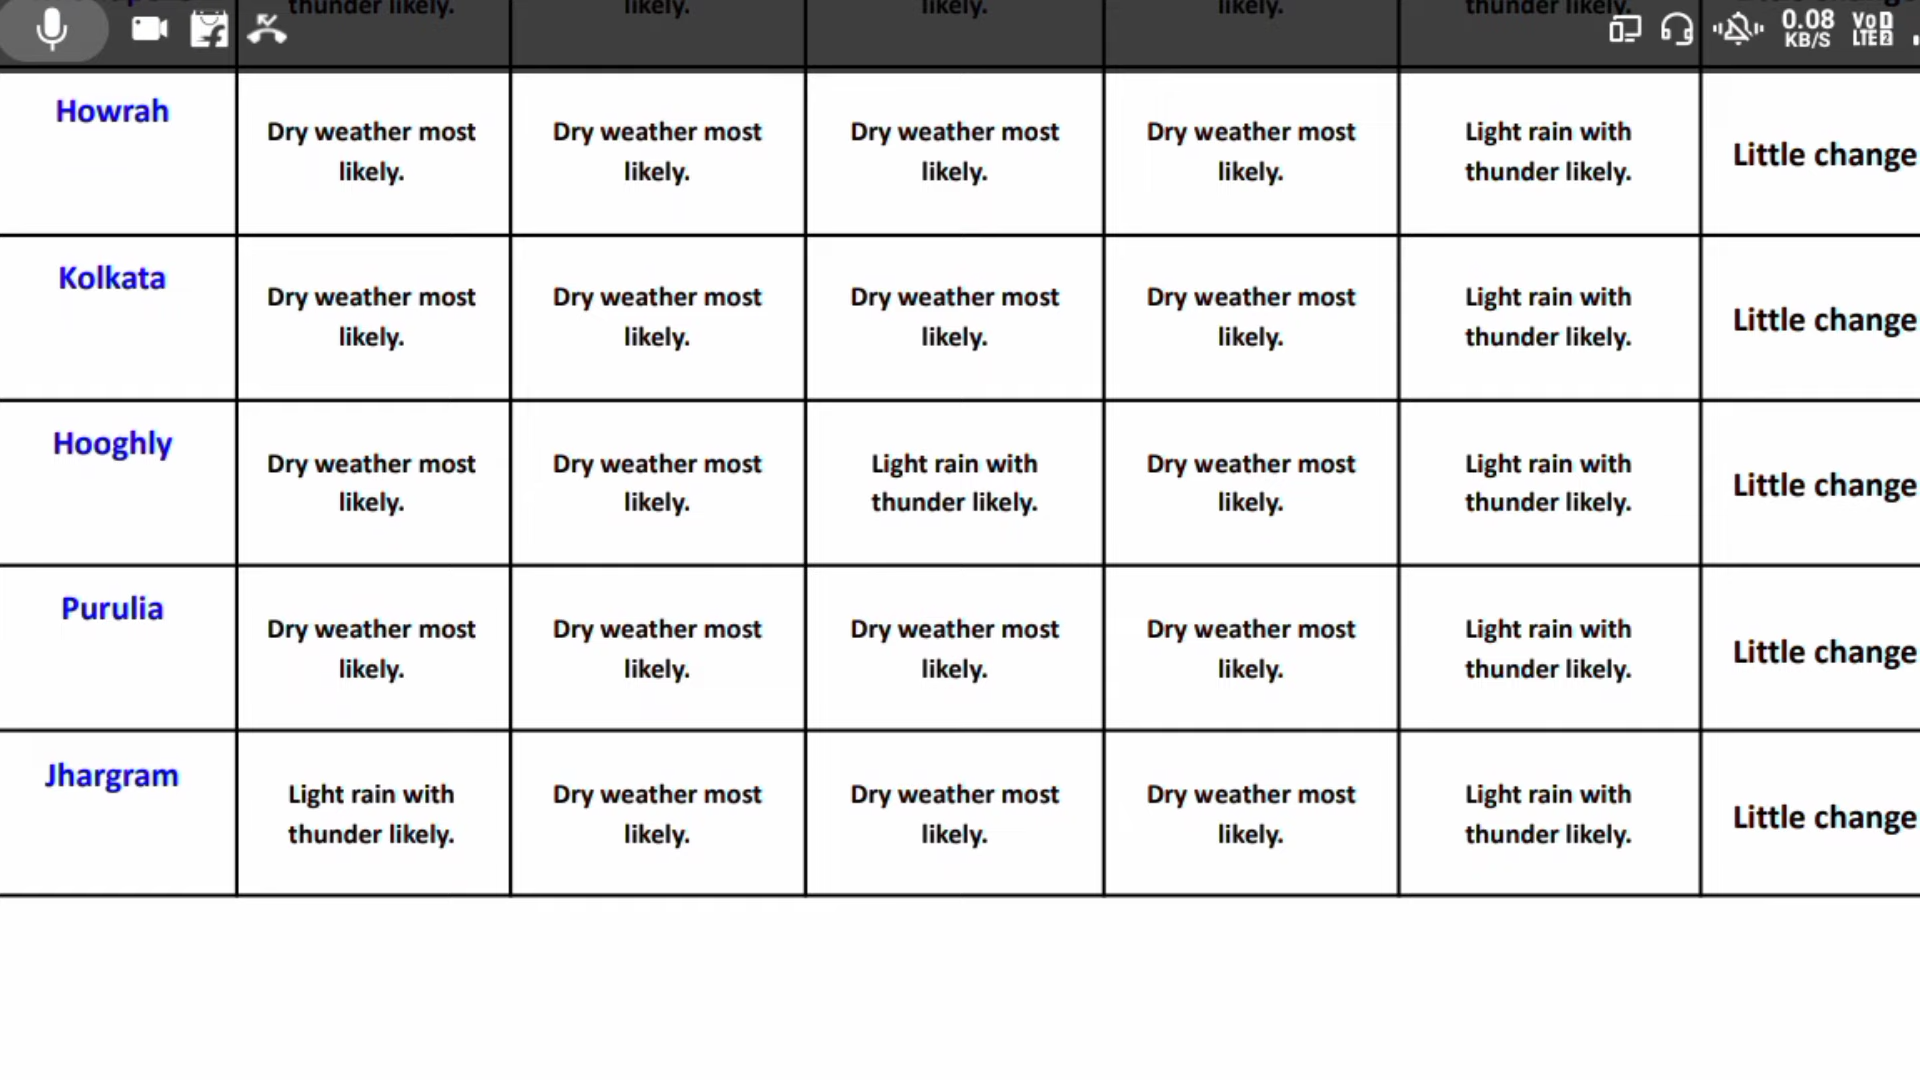 thunder likely.
likely.
likely.
likely.
thunder likely.
0.08
KB/S
Vo
LTE 2
Howrah
Dry weather most
likely.
Dry weather most
likely.
Dry weather most
likely.
Dry weather most
likely.
Light rain with
thunder likely.
Little change
Kolkata
Dry weather most
likely.
Dry weather most
likely.
Dry weather most
likely.
Dry weather most
likely.
Light rain with
thunder likely.
Little change
Hooghly
Dry weather most
likely.
Dry weather most
likely.
Light rain with
thunder likely.
Dry weather most
likely.
Light rain with
thunder likely.
Little change
Purulia
Dry weather most
likely.
Dry weather most
likely.
Dry weather most
likely.
Dry weather most
likely.
Light rain with
thunder likely.
Little change
Jhargram
Light rain with
thunder likely.
Dry weather most
likely.
Dry weather most
likely.
Dry weather most
likely.
Light rain with
thunder likely.
Little change